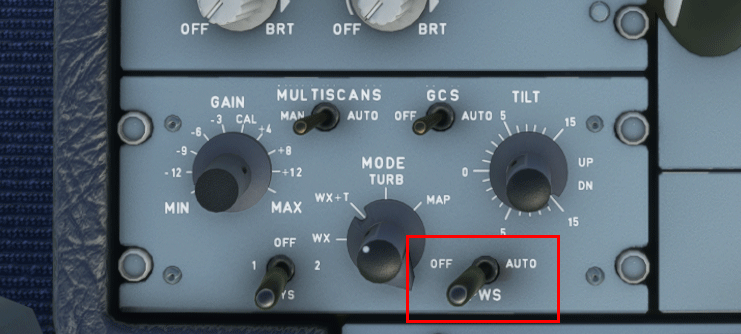 OFF BRT OFF BRT
GAIN MULTISCANS GCS TILT
MAN AUTO OFF AUTO
-12 -9 -6 -3 CAL +4 +8 +12
MIN MAX
MODE
WX WX+T TURB MAP
15 5 0 5 15
UP
DN
OFF
1 2
YS
OFF AUTO
WS